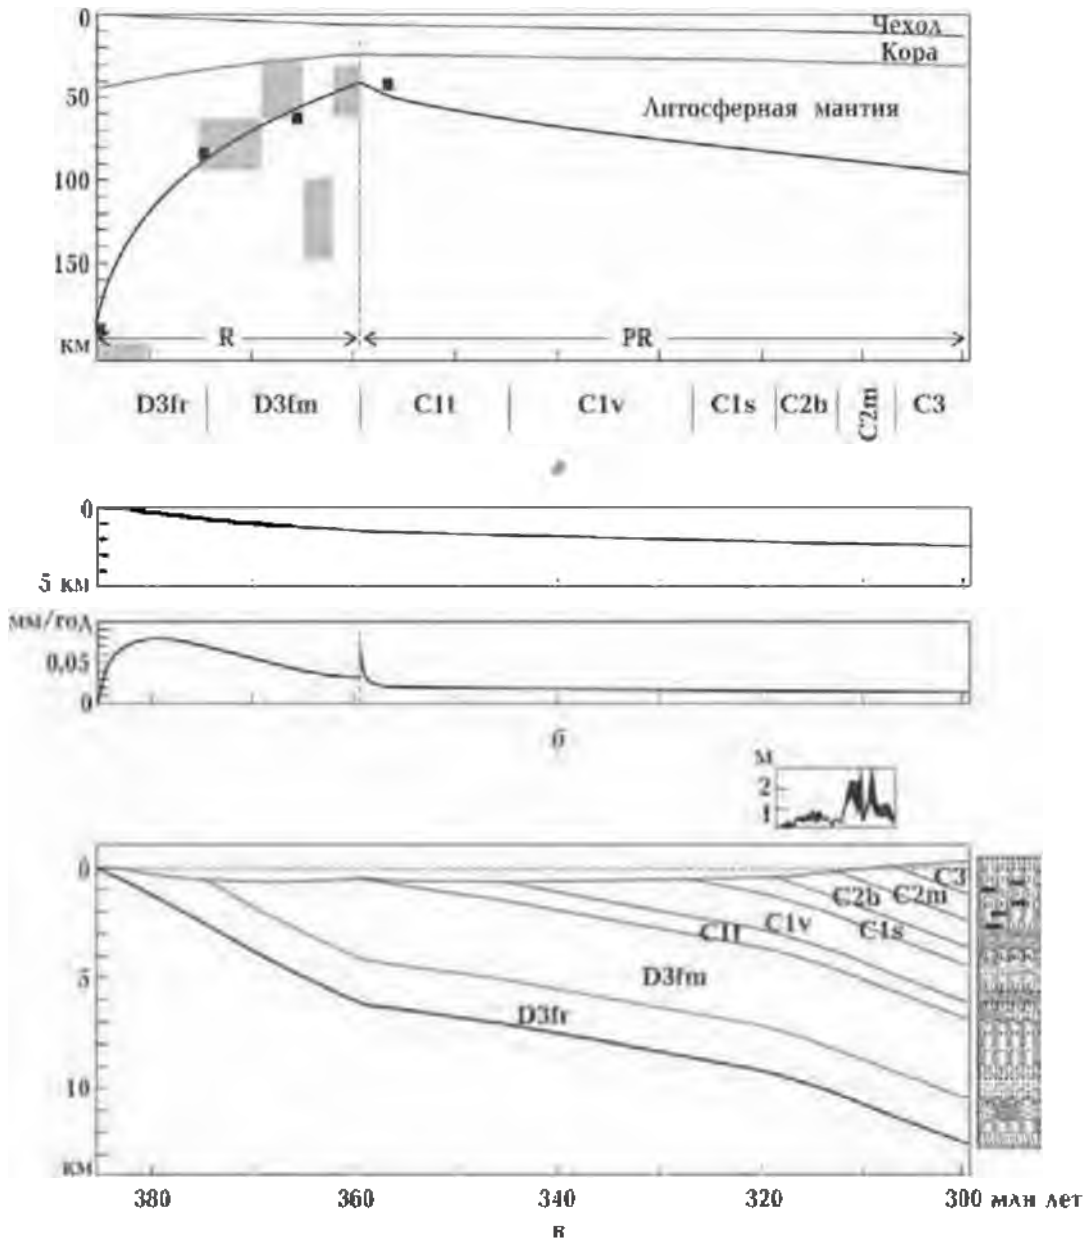 0
Чехол
Кора
50
Литосферная мантия
100
150
км
R
PR
D3fr
D3fm
C1t
C1v
C1s
C2b
C2m
C3
0
5 км
мм/год
0,05
0
б
м
2
1
0
C3
C2b
C2m
C1s
C1v
C1t
5
D3fm
D3fr
10
км
380
360
340
320
300 млн лет
в